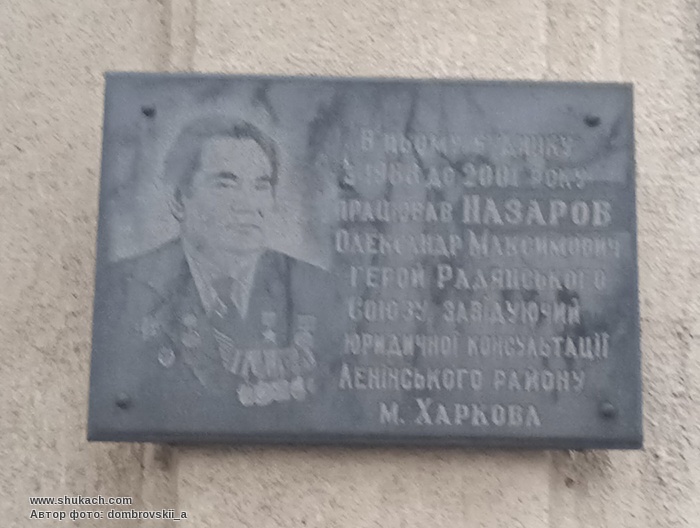 В цьому будинку
з 1968 до 2001 року
працював НАЗАРОВ
Олександр Максимович
Герой Радянського
Союзу, завідуючий
юридичної консультації
Ленінського району
м. Харкова
www.shukach.com
Автор фото: dombrovskii_a